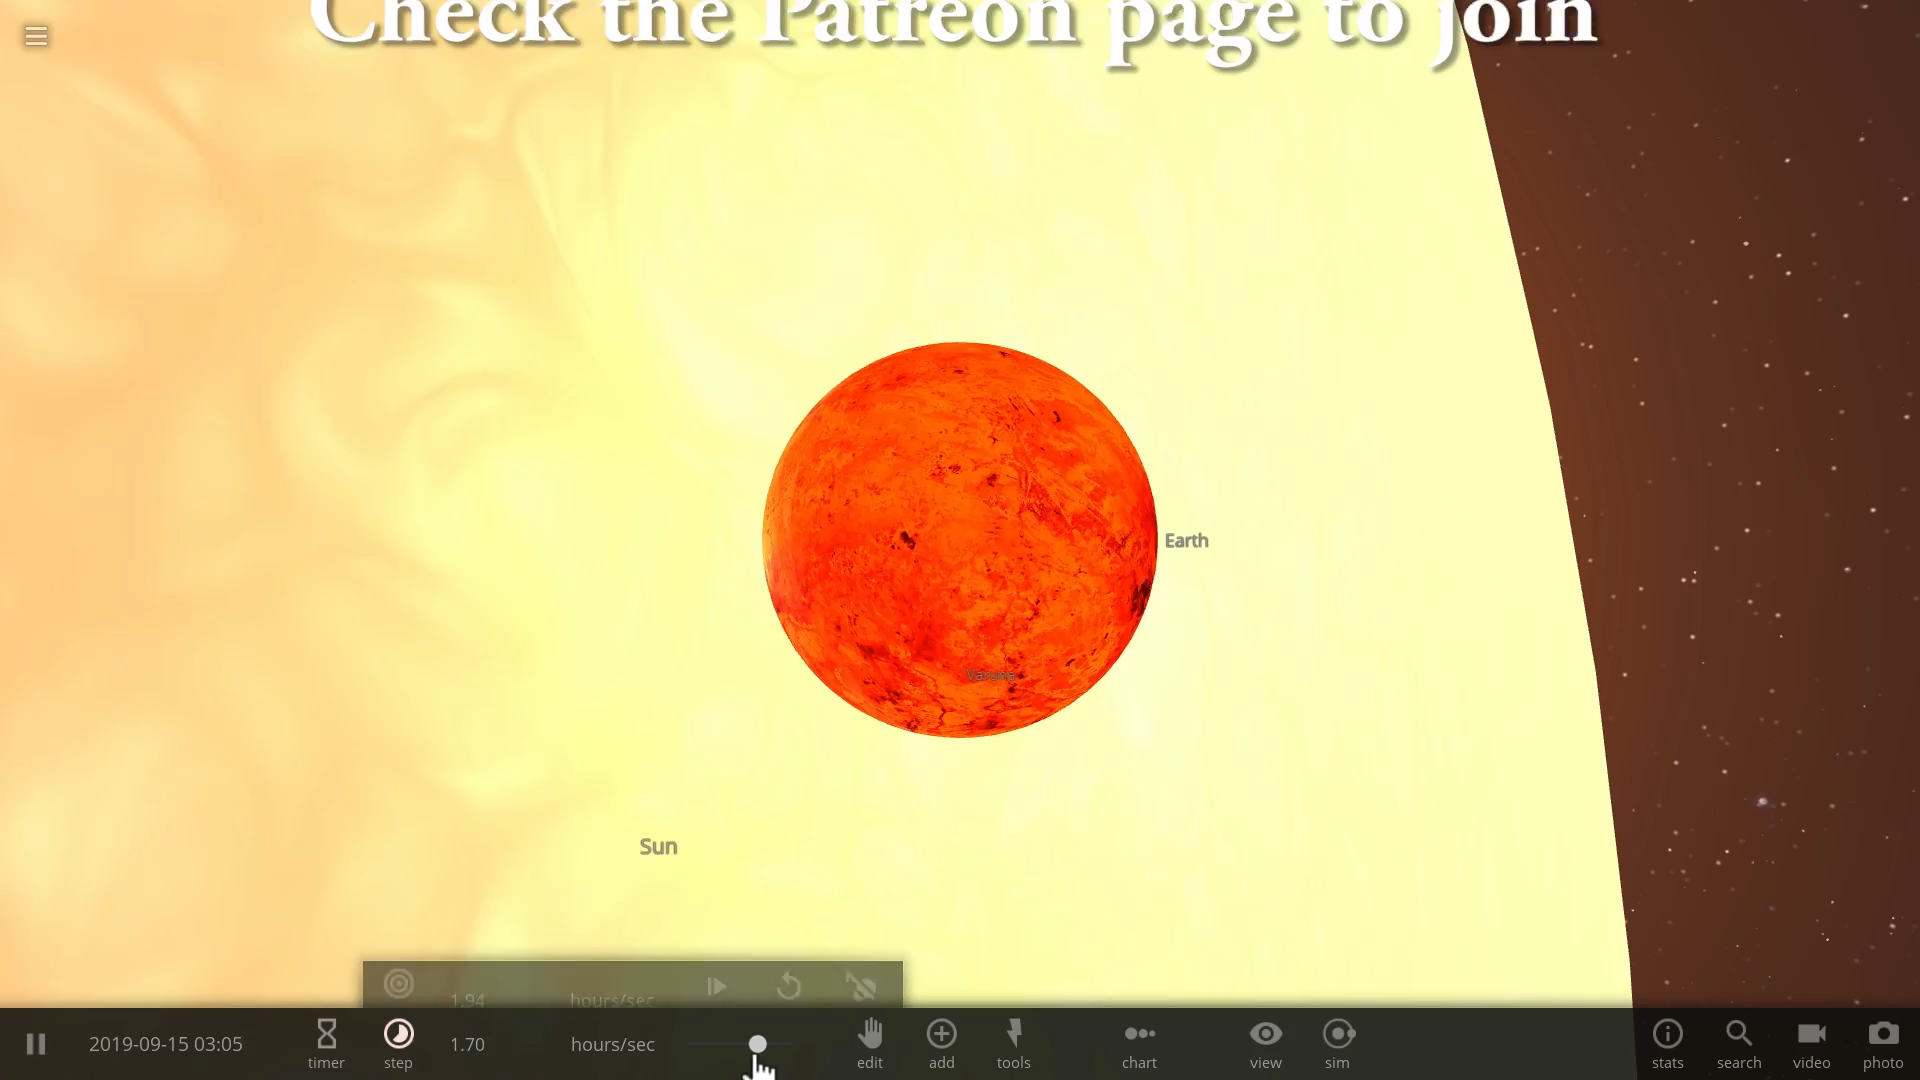 Check the Patreon page to join
Earth
Varuna
Sun
1.94 hours/sec
2019-09-15 03:05
timer
step
1.70 hours/sec
edit
add
tools
chart
view
sim
stats
search
video
photo